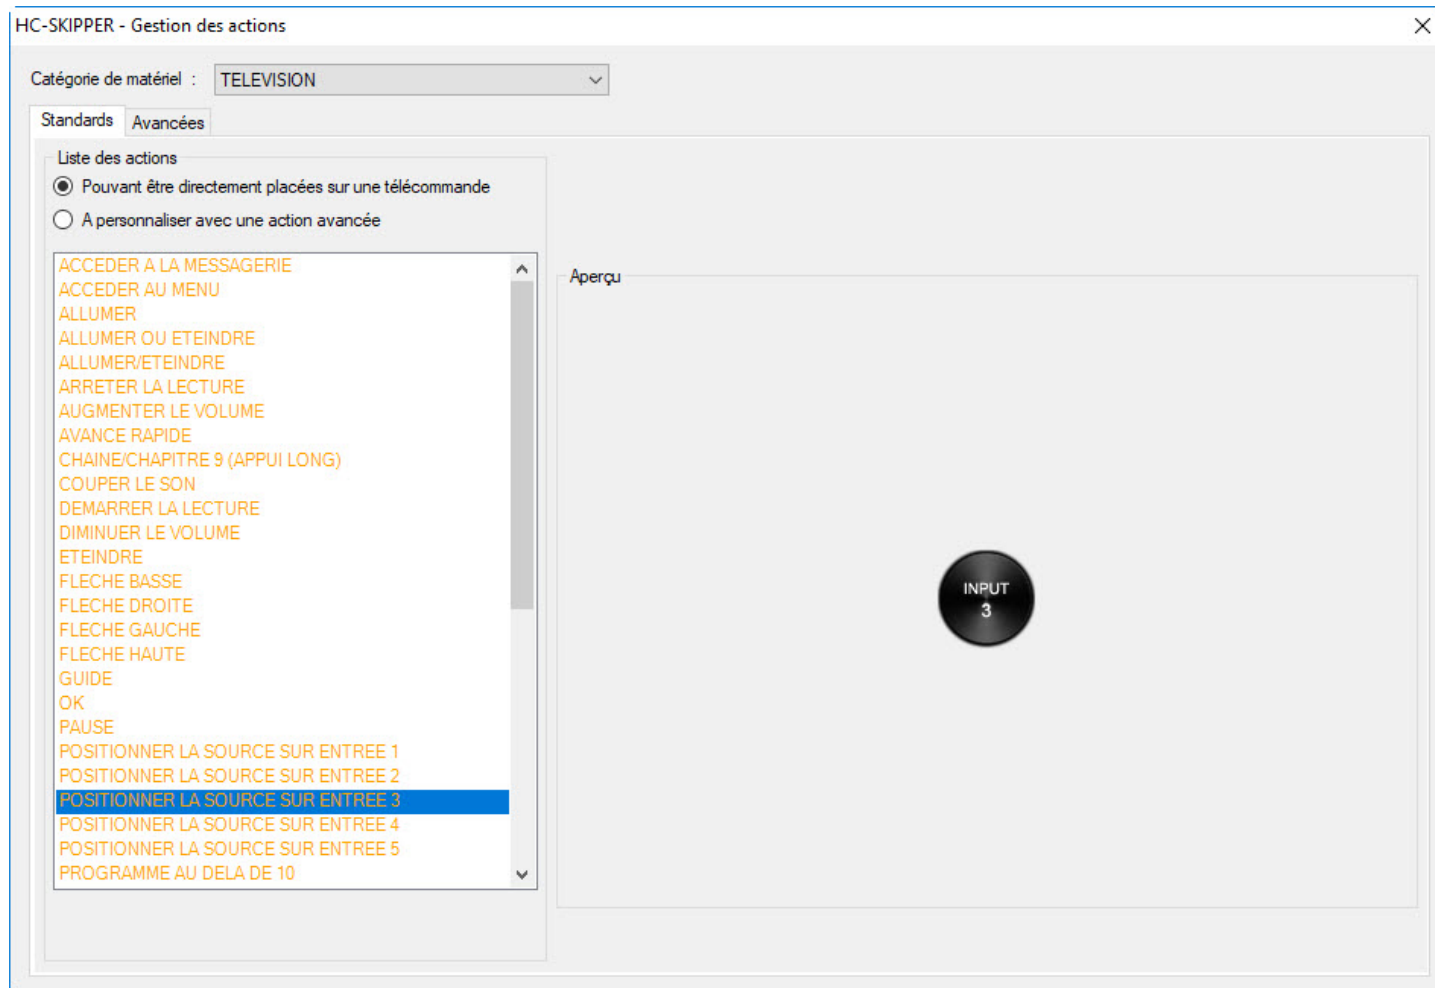 HC-SKIPPER - Gestion des actions
Catégorie de matériel :
TELEVISION
Standards
Avancées
Liste des actions
Pouvant être directement placées sur une télécommande
A personnaliser avec une action avancée
ACCEDER A LA MESSAGERIE
ACCEDER AU MENU
ALLUMER
ALLUMER OU ETEINDRE
ALLUMER/ETEINDRE
ARRETER LA LECTURE
AUGMENTER LE VOLUME
AVANCE RAPIDE
CHAINE/CHAPITRE 9 (APPUI LONG)
COUPER LE SON
DEMARRER LA LECTURE
DIMINUER LE VOLUME
ETEINDRE
FLECHE BASSE
FLECHE DROITE
FLECHE GAUCHE
FLECHE HAUTE
GUIDE
OK
PAUSE
POSITIONNER LA SOURCE SUR ENTREE 1
POSITIONNER LA SOURCE SUR ENTREE 2
POSITIONNER LA SOURCE SUR ENTREE 3
POSITIONNER LA SOURCE SUR ENTREE 4
POSITIONNER LA SOURCE SUR ENTREE 5
PROGRAMME AU DELA DE 10
Aperçu
INPUT
3